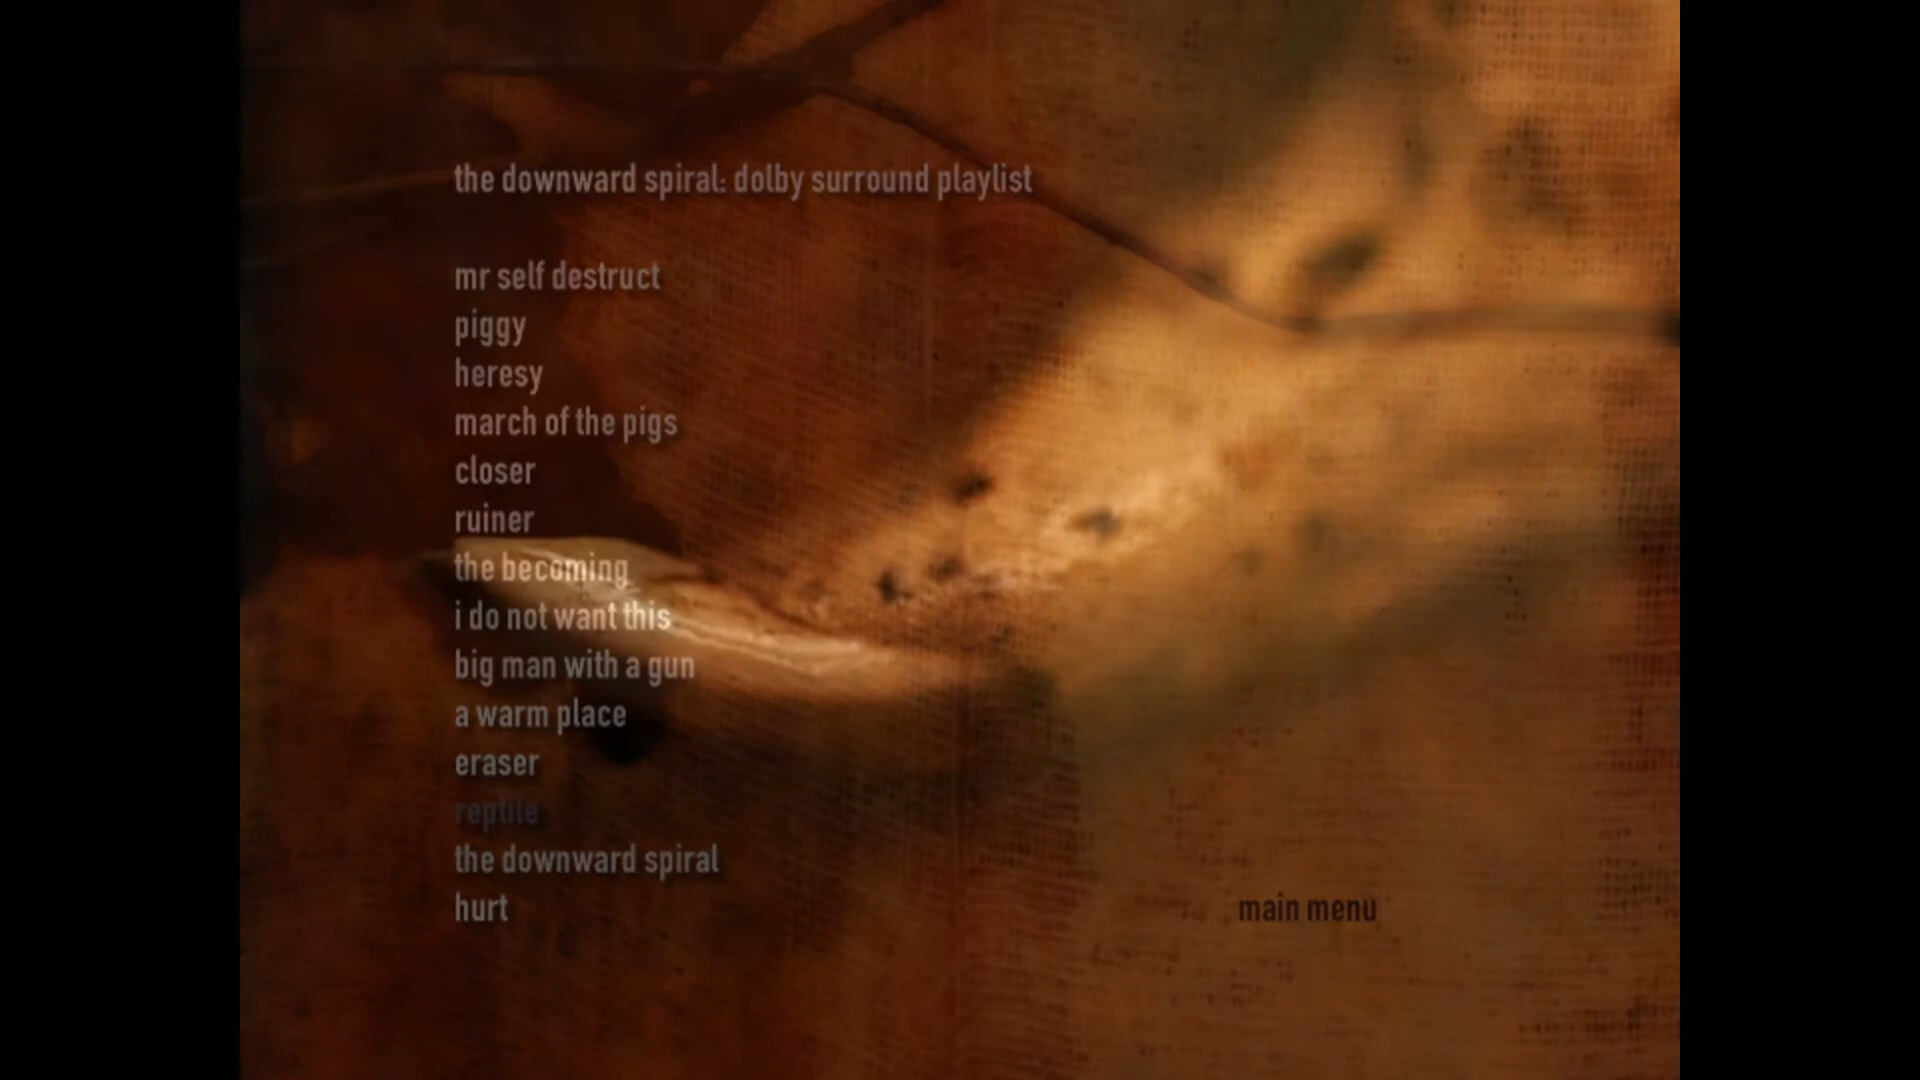 the downward spiral: dolby surround playlist
mr self destruct
piggy
heresy
march of the pigs
closer
ruiner
the becoming
i do not want this
big man with a gun
a warm place
eraser
reptile
the downward spiral
hurt
main menu